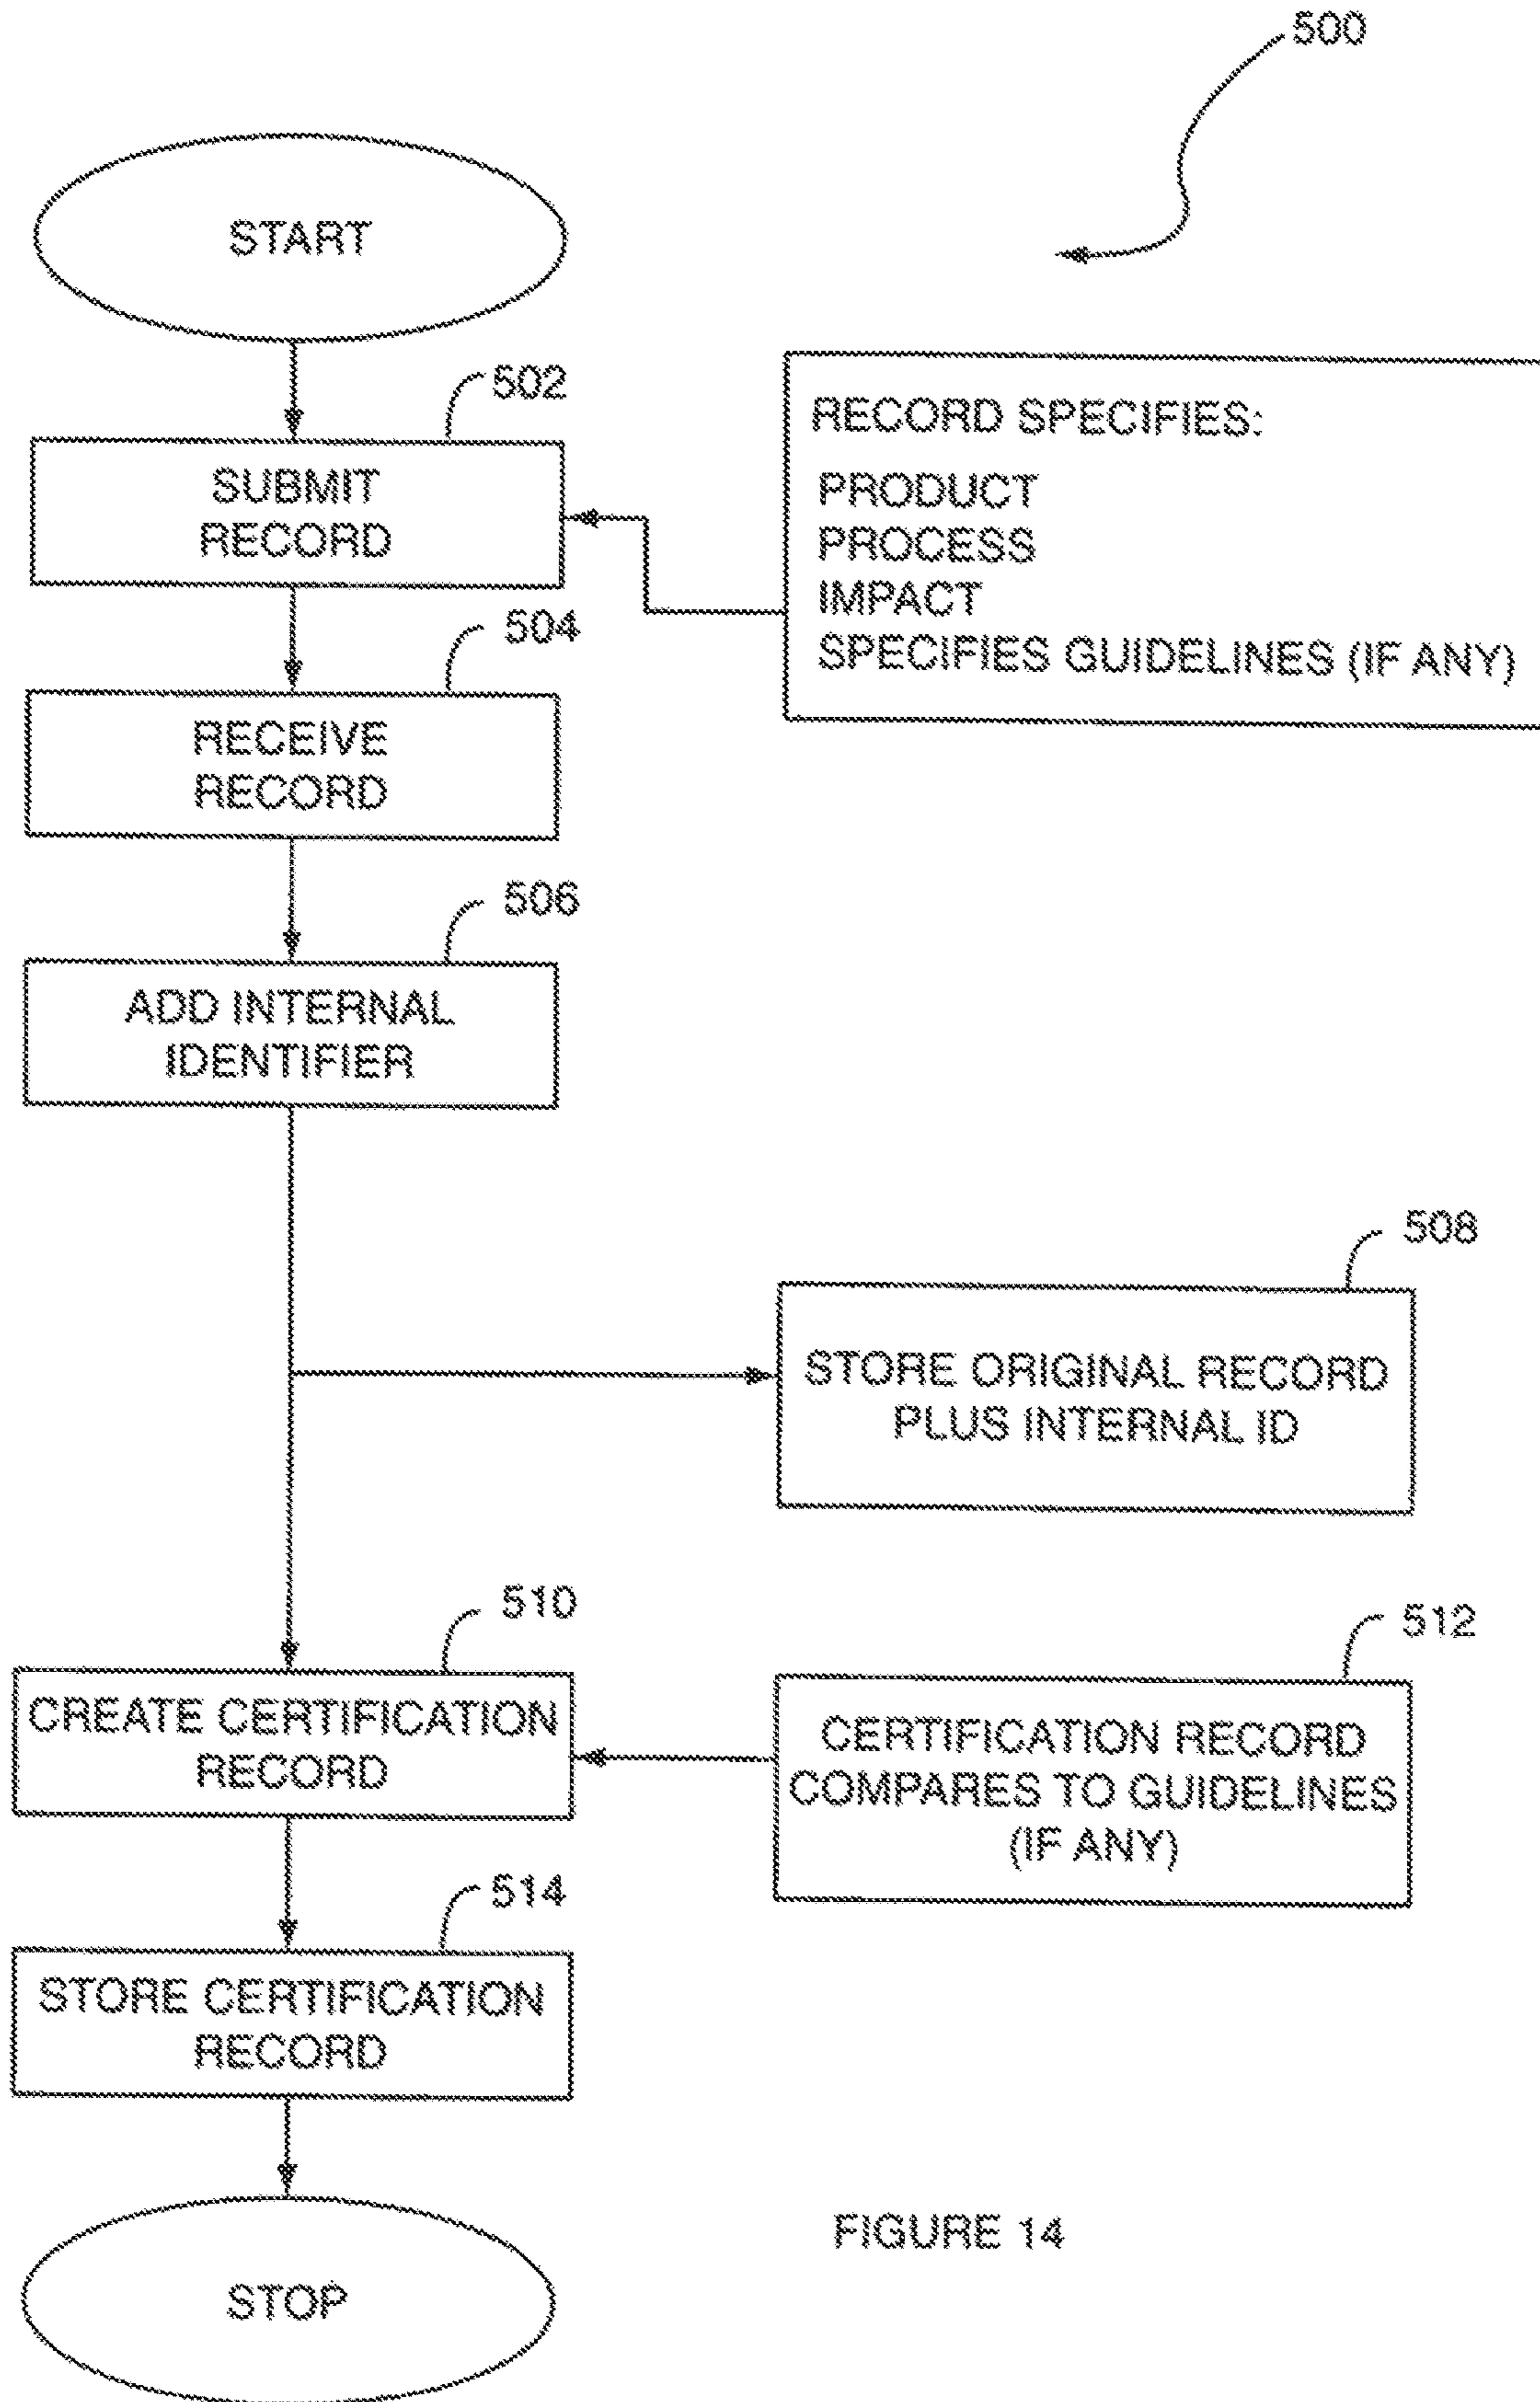 500
START
502
SUBMIT
RECORD
RECORD SPECIFIES:
PRODUCT
PROCESS
IMPACT
SPECIFIES GUIDELINES (IF ANY)
504
RECEIVE
RECORD
506
ADD INTERNAL
IDENTIFIER
508
STORE ORIGINAL RECORD
PLUS INTERNAL ID
510
CREATE CERTIFICATION
RECORD
512
CERTIFICATION RECORD
COMPARES TO GUIDELINES
(IF ANY)
514
STORE CERTIFICATION
RECORD
STOP
FIGURE 14